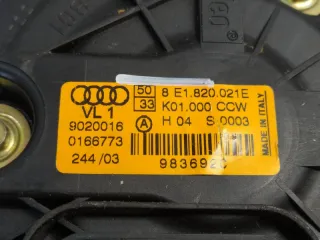 50 8 E1.820.021E
33 K01.000 CCW
VL 1
A H 04 S 0003
9020016
0166773
244/03
MADE IN ITALY